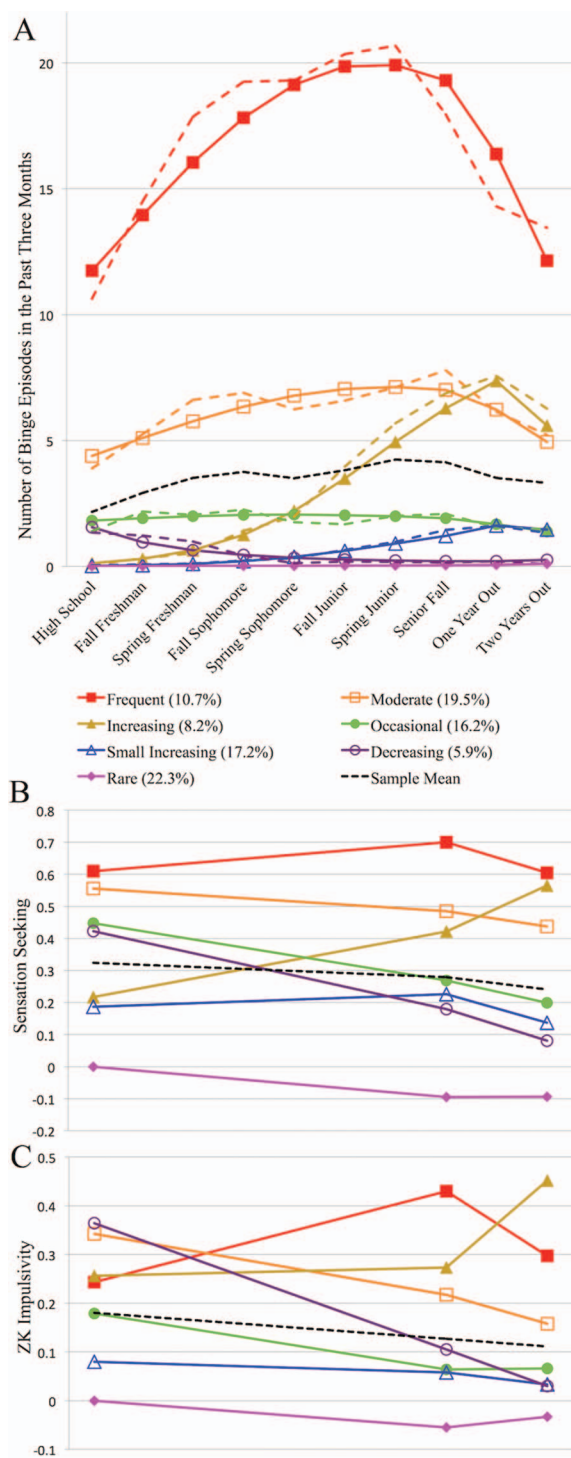 A
Number of Binge Episodes in the Past Three Months
20
15
10
5
0
High School
Fall Freshman
Spring Freshman
Fall Sophomore
Spring Sophomore
Fall Junior
Spring Junior
Senior Fall
One Year Out
Two Years Out
Frequent (10.7%)
Moderate (19.5%)
Increasing (8.2%)
Occasional (16.2%)
Small Increasing (17.2%)
Decreasing (5.9%)
Rare (22.3%)
Sample Mean
B
Sensation Seeking
0.8
0.7
0.6
0.5
0.4
0.3
0.2
0.1
0
-0.1
-0.2
C
ZK Impulsivity
0.5
0.4
0.3
0.2
0.1
0
-0.1